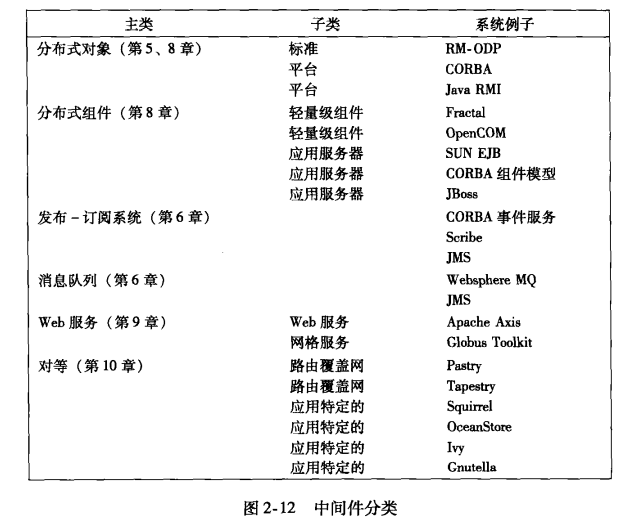 主类 子类 系统例子
分布式对象（第5、8章） 标准 RM-ODP
平台 CORBA
平台 Java RMI
分布式组件（第8章） 轻量级组件 Fractal
轻量级组件 OpenCOM
应用服务器 SUN EJB
应用服务器 CORBA 组件模型
应用服务器 JBoss
发布－订阅系统（第6章） CORBA 事件服务
Scribe
JMS
消息队列（第6章） Websphere MQ
JMS
Web 服务（第9章） Web 服务 Apache Axis
网格服务 Globus Toolkit
对等（第10章） 路由覆盖网 Pastry
路由覆盖网 Tapestry
应用特定的 Squirrel
应用特定的 OceanStore
应用特定的 Ivy
应用特定的 Gnutella
图 2-12 中间件分类